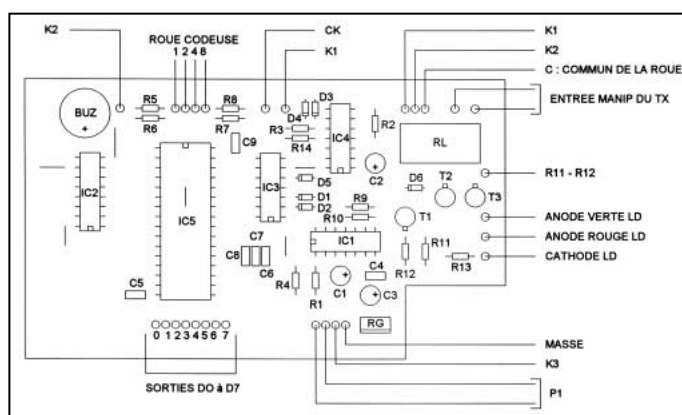 K2
ROUE CODEUSE
1 2 4 8
CK
K1
K1
K2
C : COMMUN DE LA ROUE
ENTREE MANIP DU TX
BUZ
+
R5
R6
R8
R7
D3
D4
R3
R14
IC4
R2
RL
C9
IC2
IC5
IC3
D5
D1
D2
C2
+
D6
T2
T3
R11 - R12
R9
R10
T1
ANODE VERTE LD
ANODE ROUGE LD
CATHODE LD
IC1
C7
C8
C6
R4
R1
C1
+
C4
C3
+
R12
R11
R13
C5
RG
0 1 2 3 4 5 6 7
SORTIES DO à D7
MASSE
K3
P1